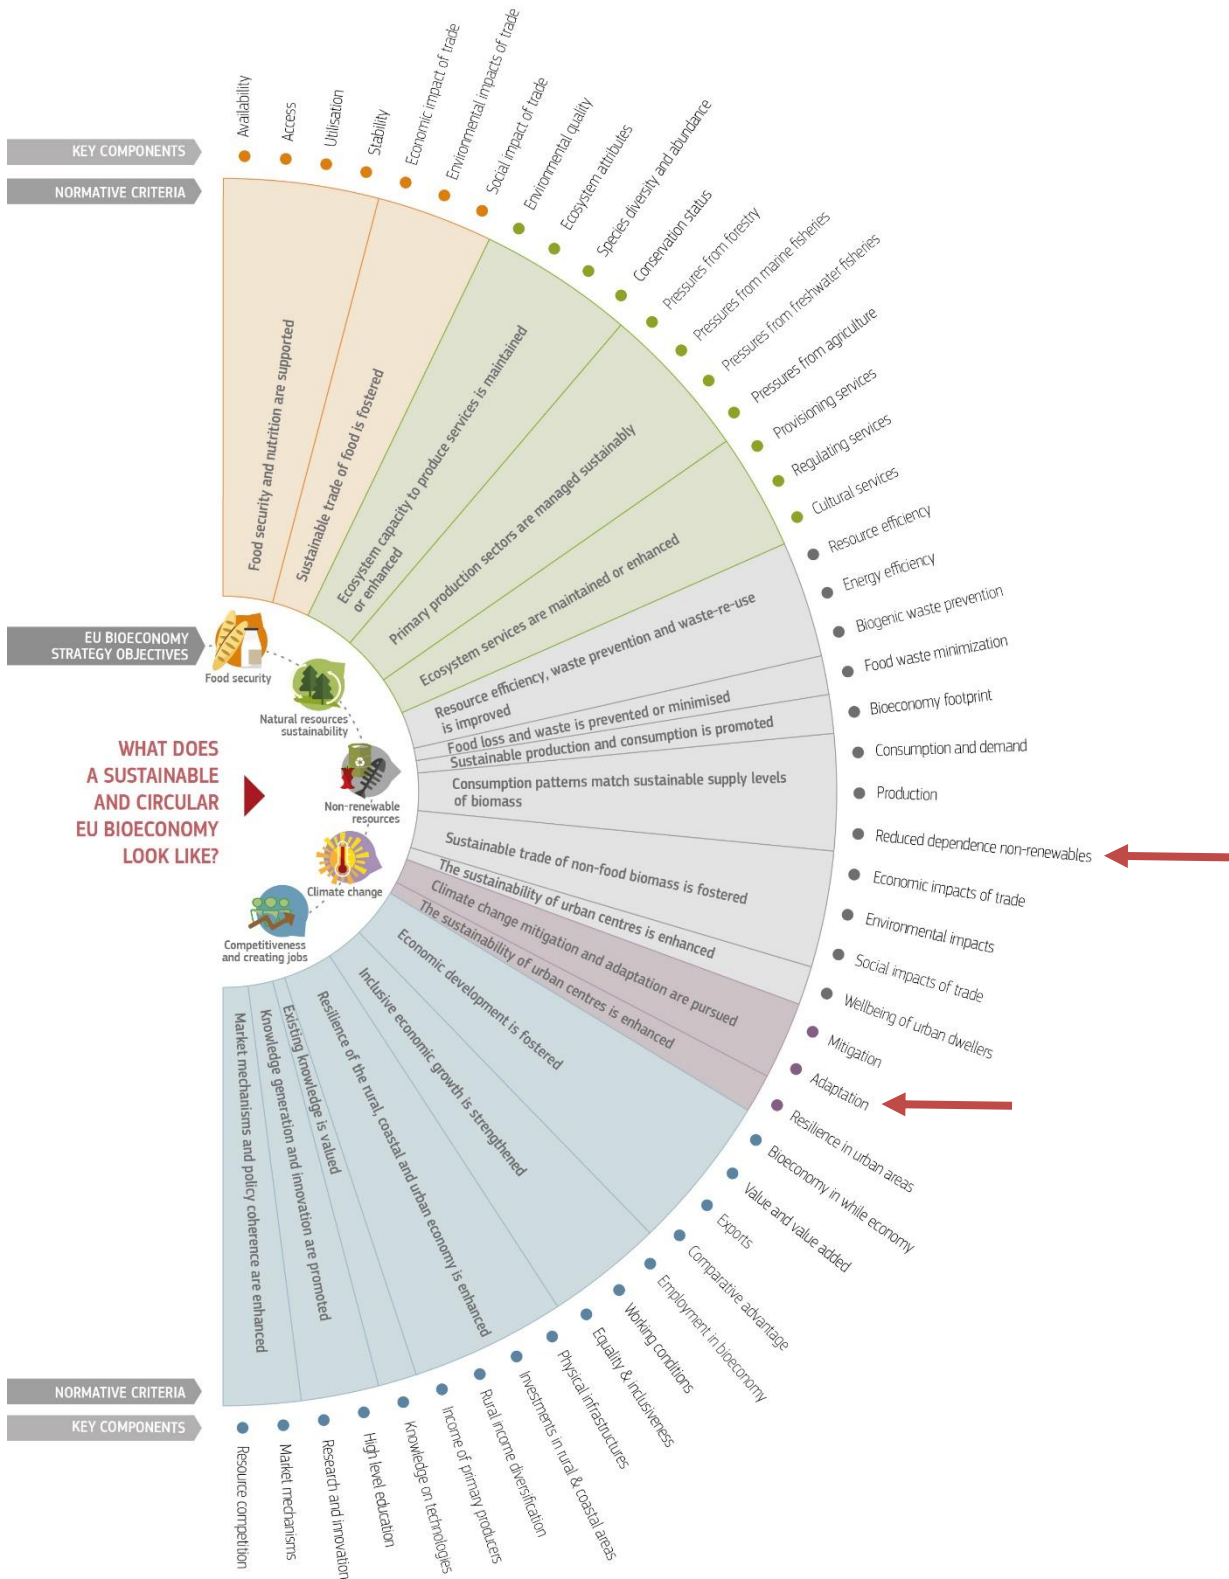 KEY COMPONENTS
NORMATIVE CRITERIA
Availability
Access
Utilisation
Stability
Economic impact of trade
Environmental impacts of trade
Social impact of trade
Environmental quality
Ecosystem attributes
Species diversity and abundance
Conservation status
Pressures from forestry
Pressures from marine fisheries
Pressures from freshwater fisheries
Pressures from agriculture
Provisioning services
Regulating services
Cultural services
Resource efficiency
Energy efficiency
Biogenic waste prevention
Food waste minimization
Bioeconomy footprint
Consumption and demand
Production
Reduced dependence non-renewables
Economic impacts of trade
Environmental impacts
Social impacts of trade
Wellbeing of urban dwellers
Mitigation
Adaptation
Resilience in urban areas
Bioeconomy in while economy
Value and value added
Exports
Comparative advantage
Employment in bioeconomy
Working conditions
Equality & inclusiveness
Physical infrastructures
Investments in rural & coastal areas
Rural income diversification
Income of primary producers
Knowledge on technologies
High level education
Research and innovation
Market mechanisms
Resource competition
Food security and nutrition are supported
Sustainable trade of food is fostered
Ecosystem capacity to produce services is maintained
or enhanced
Primary production sectors are managed sustainably
Ecosystem services are maintained or enhanced
Resource efficiency, waste prevention and waste-re-use
is improved
Food loss and waste is prevented or minimised
Sustainable production and consumption is promoted
Consumption patterns match sustainable supply levels
of biomass
Sustainable trade of non-food biomass is fostered
The sustainability of urban centres is enhanced
Climate change mitigation and adaptation are pursued
The sustainability of urban centres is enhanced
Economic development is fostered
Inclusive economic growth is strengthened
Resilience of the rural, coastal and urban economy is enhanced
Existing knowledge is valued
Knowledge generation and innovation are promoted
Market mechanisms and policy coherence are enhanced
EU BIOECONOMY
STRATEGY OBJECTIVES
Food security
Natural resources
sustainability
Non-renewable
resources
Climate change
Competitiveness
and creating jobs
WHAT DOES
A SUSTAINABLE
AND CIRCULAR
EU BIOECONOMY
LOOK LIKE?
NORMATIVE CRITERIA
KEY COMPONENTS